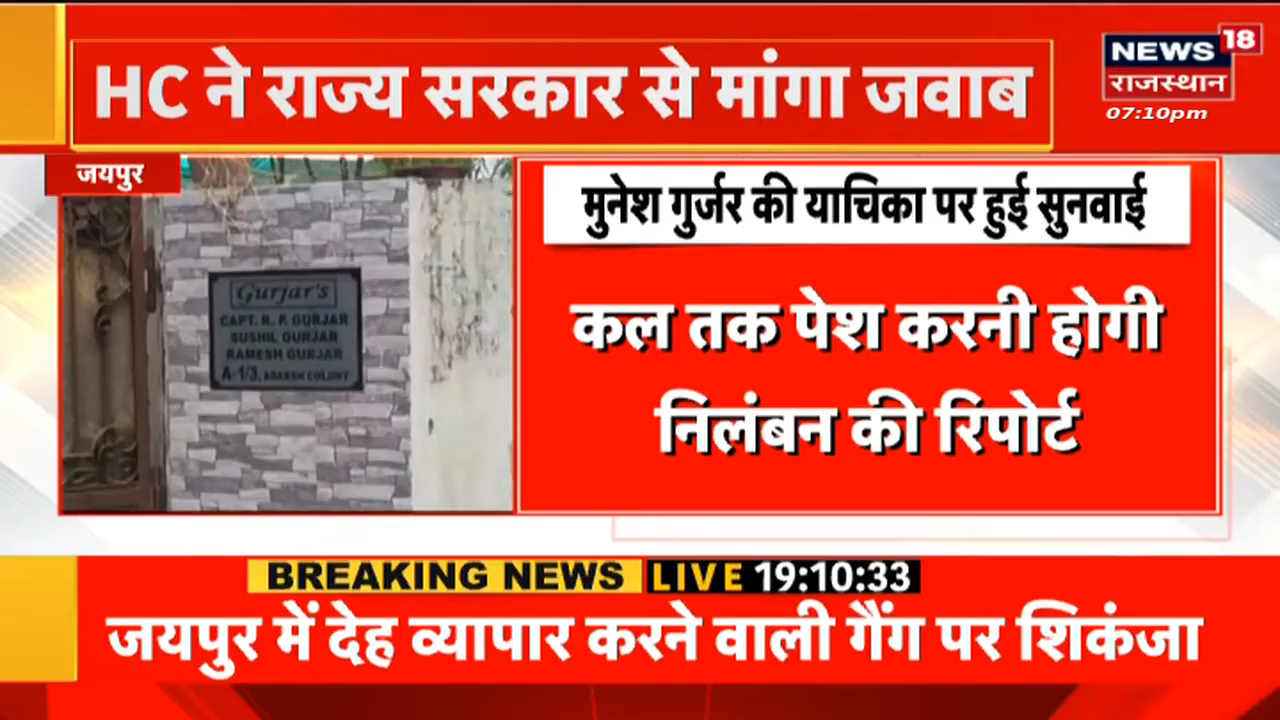 HC ने राज्य सरकार से मांगा जवाब
NEWS 18
राजस्थान
07:10pm
जयपुर
Gurjar's
CAPT. R. P. GURJAR
SUSHIL GURJAR
RAMESH GURJAR
A-1/3, ADARSH COLONY
मुनेश गुर्जर की याचिका पर हुई सुनवाई
कल तक पेश करनी होगी
निलंबन की रिपोर्ट
BREAKING NEWS LIVE 19:10:33
जयपुर में देह व्यापार करने वाली गैंग पर शिकंजा